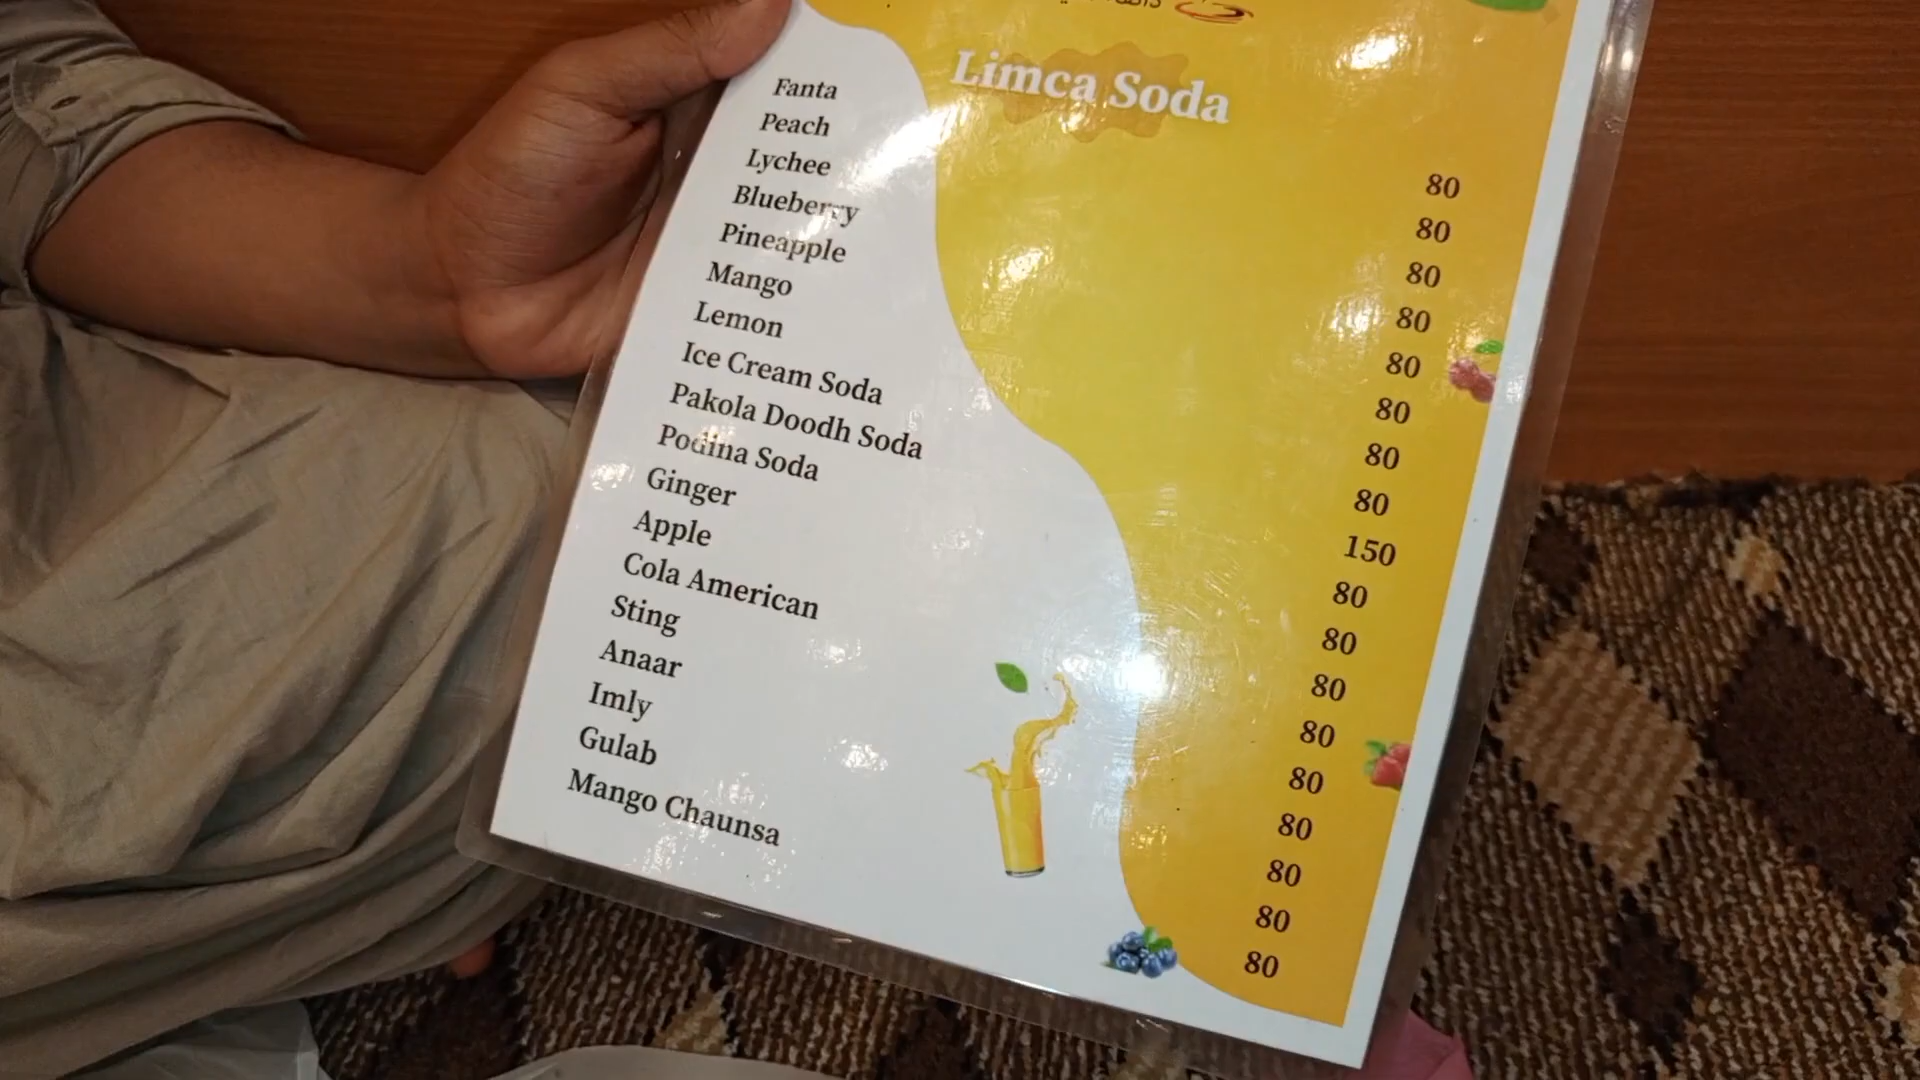 Limca Soda
Fanta 80
Peach 80
Lychee 80
Blueberry 80
Pineapple 80
Mango 80
Lemon 80
Ice Cream Soda 80
Pakola Doodh Soda 150
Podina Soda 80
Ginger 80
Apple 80
Cola American 80
Sting 80
Anaar 80
Imly 80
Gulab 80
Mango Chaunsa 80